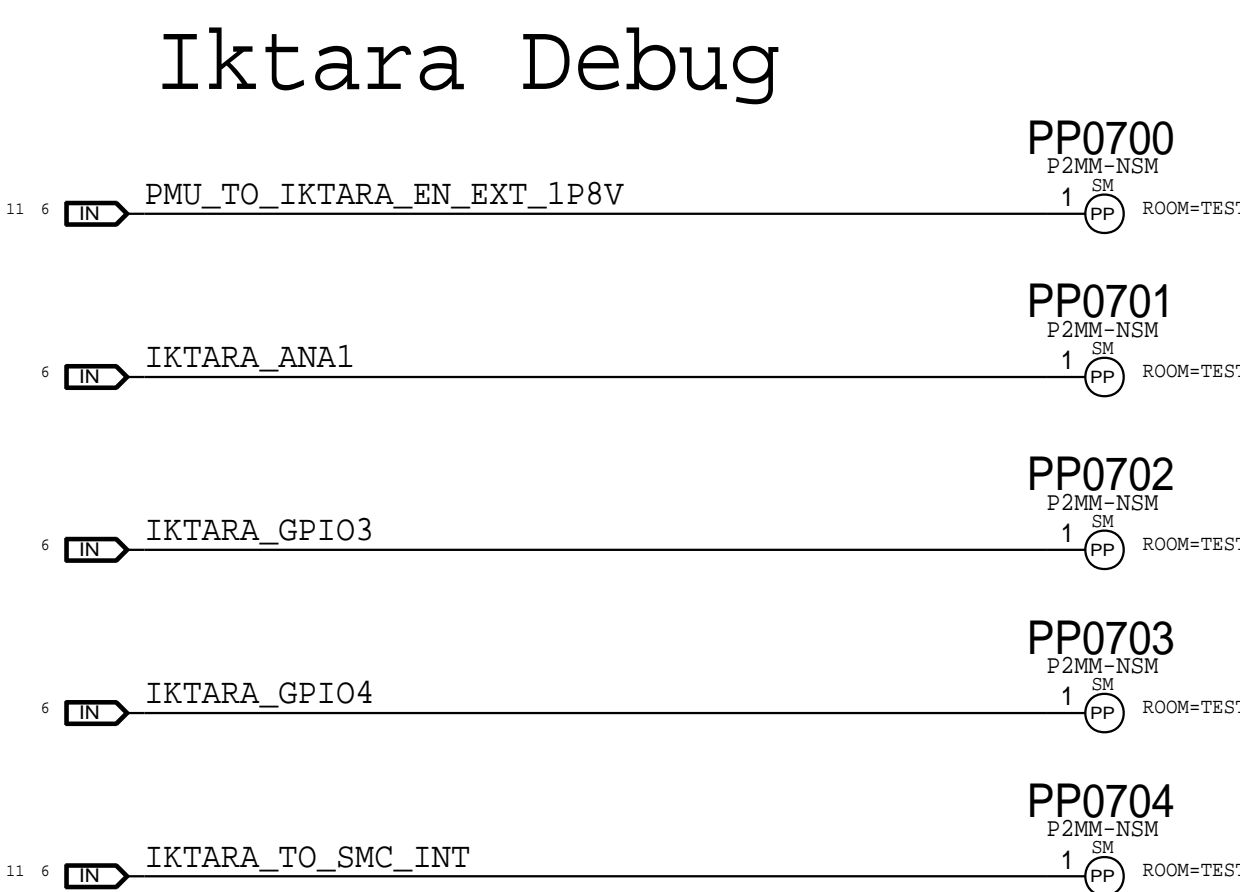 Iktara Debug
PP0700
P2MM-NSM
SM
11 6 IN PMU_TO_IKTARA_EN_EXT_1P8V 1 PP ROOM=TEST
PP0701
P2MM-NSM
SM
6 IN IKTARA_ANA1 1 PP ROOM=TEST
PP0702
P2MM-NSM
SM
6 IN IKTARA_GPIO3 1 PP ROOM=TEST
PP0703
P2MM-NSM
SM
6 IN IKTARA_GPIO4 1 PP ROOM=TEST
PP0704
P2MM-NSM
SM
11 6 IN IKTARA_TO_SMC_INT 1 PP ROOM=TEST